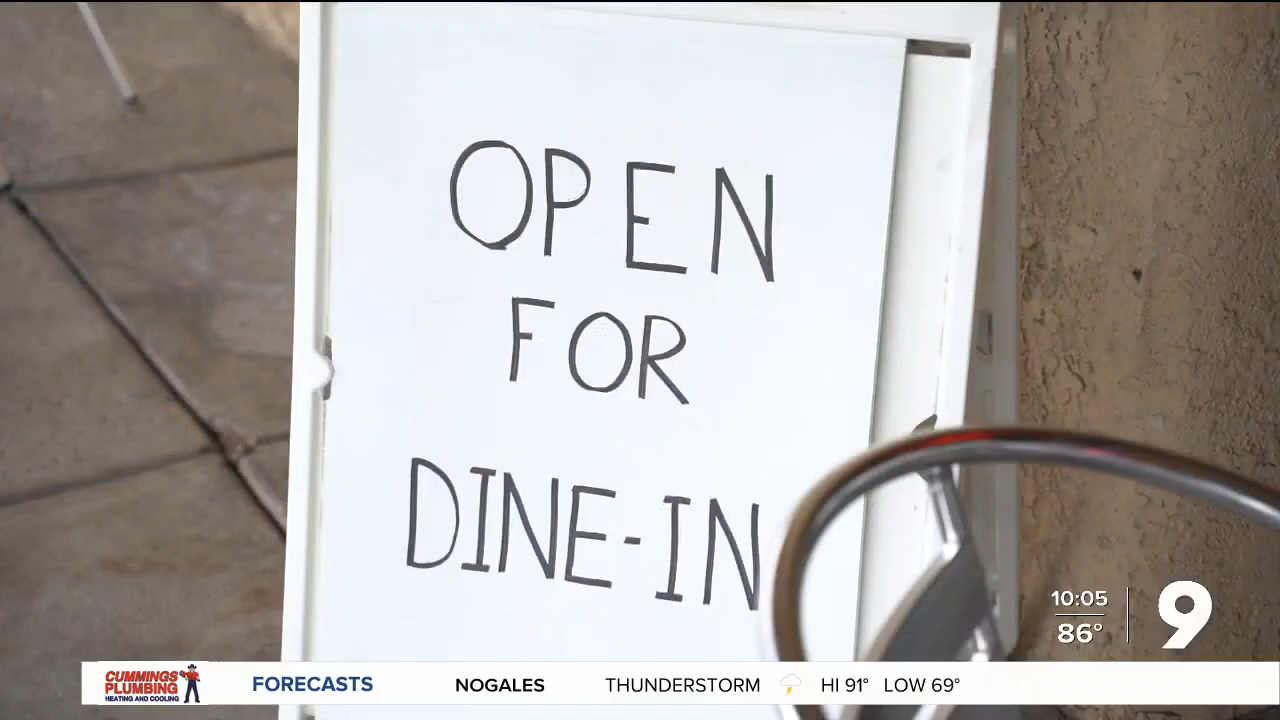 OPEN
FOR
DINE-IN
10:05
86°
9
CUMMINGS
PLUMBING
HEATING AND COOLING
FORECASTS NOGALES THUNDERSTORM HI 91° LOW 69°